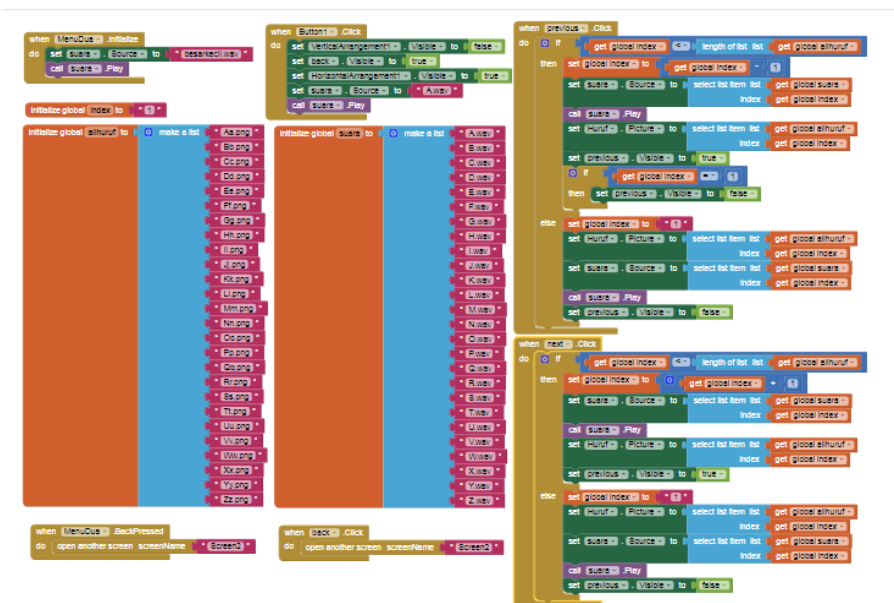 when MenuDua .Initialize
do set suara . Source to " besarkecil.wav "
call suara .Play
initialize global index to " 1 "
initialize global allhuruf to make a list " Aa.png "
" Bb.png "
" Cc.png "
" Dd.png "
" Ee.png "
" Ff.png "
" Gg.png "
" Hh.png "
" Ii.png "
" Jj.png "
" Kk.png "
" Ll.png "
" Mm.png "
" Nn.png "
" Oo.png "
" Pp.png "
" Qq.png "
" Rr.png "
" Ss.png "
" Tt.png "
" Uu.png "
" Vv.png "
" Ww.png "
" Xx.png "
" Yy.png "
" Zz.png "
when MenuDua .BackPressed
do open another screen screenName " Screen2 "
when Button1 .Click
do set VerticalArrangement1 . Visible to false
set back . Visible to true
set HorizontalArrangement1 . Visible to true
set suara . Source to " A.wav "
call suara .Play
initialize global suara to make a list " A.wav "
" B.wav "
" C.wav "
" D.wav "
" E.wav "
" F.wav "
" G.wav "
" H.wav "
" I.wav "
" J.wav "
" K.wav "
" L.wav "
" M.wav "
" N.wav "
" O.wav "
" P.wav "
" Q.wav "
" R.wav "
" S.wav "
" T.wav "
" U.wav "
" V.wav "
" W.wav "
" X.wav "
" Y.wav "
" Z.wav "
when back .Click
do open another screen screenName " Screen2 "
when previous .Click
do if get global index < length of list list get global allhuruf
then set global index to get global index - 1
set suara . Source to select list item list get global suara
index get global index
call suara .Play
set Huruf . Picture to select list item list get global allhuruf
index get global index
set previous . Visible to true
if get global index = 1
then set previous . Visible to false
else set global index to " 1 "
set Huruf . Picture to select list item list get global allhuruf
index get global index
set suara . Source to select list item list get global suara
index get global index
call suara .Play
set previous . Visible to false
when next .Click
do if get global index < length of list list get global allhuruf
then set global index to get global index + 1
set suara . Source to select list item list get global suara
index get global index
call suara .Play
set Huruf . Picture to select list item list get global allhuruf
index get global index
set previous . Visible to true
else set global index to " 1 "
set Huruf . Picture to select list item list get global allhuruf
index get global index
set suara . Source to select list item list get global suara
index get global index
call suara .Play
set previous . Visible to false